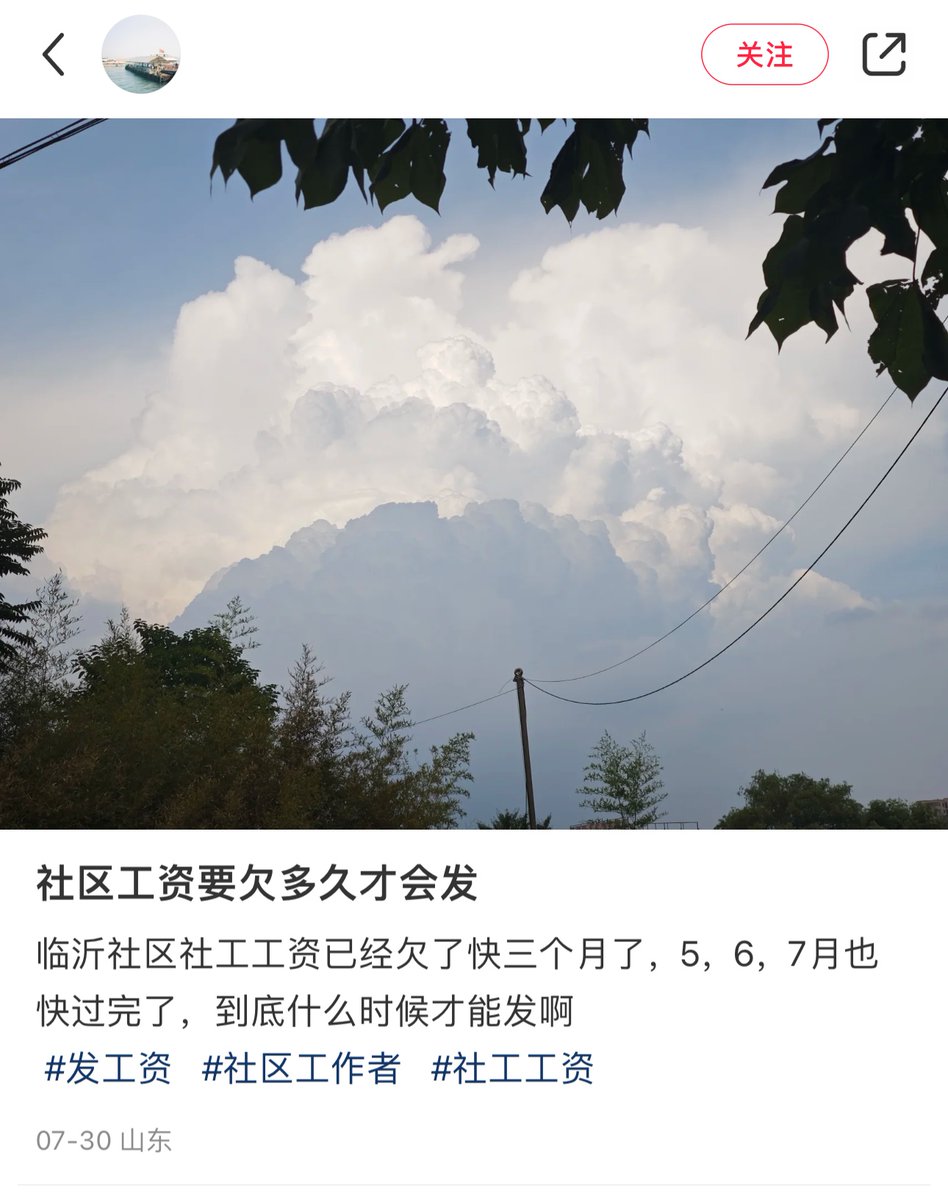 关注
社区工资要欠多久才会发
临沂社区社工工资已经欠了快三个月了，5，6，7月也
快过完了，到底什么时候才能发啊
#发工资 #社区工作者 #社工工资
07-30 山东